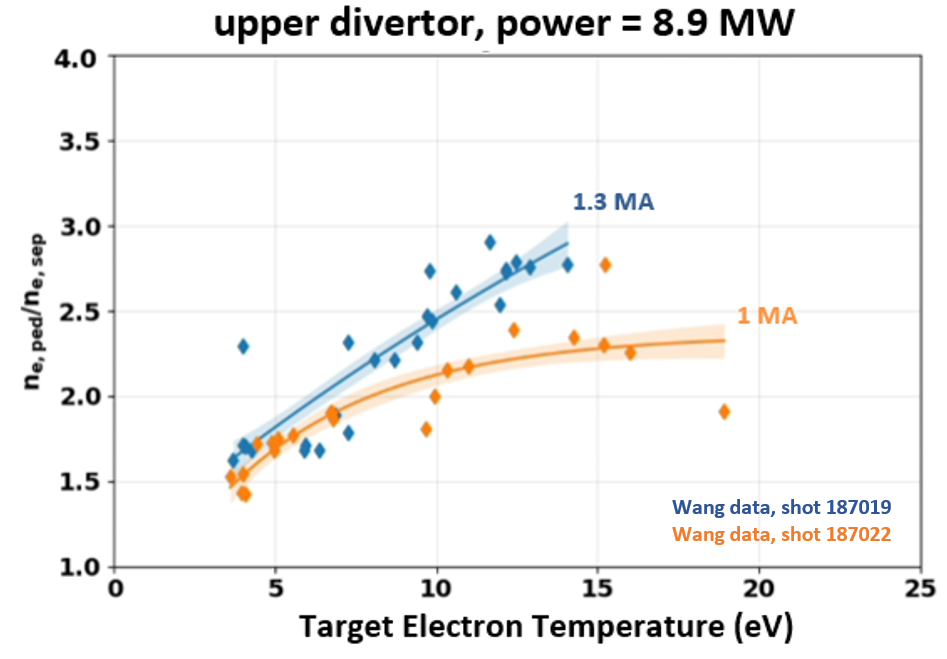 upper divertor, power = 8.9 MW
4.0
3.5
3.0
2.5
2.0
1.5
1.0
n e, ped/n e, sep
1.3 MA
1 MA
Wang data, shot 187019
Wang data, shot 187022
0 5 10 15 20 25
Target Electron Temperature (eV)